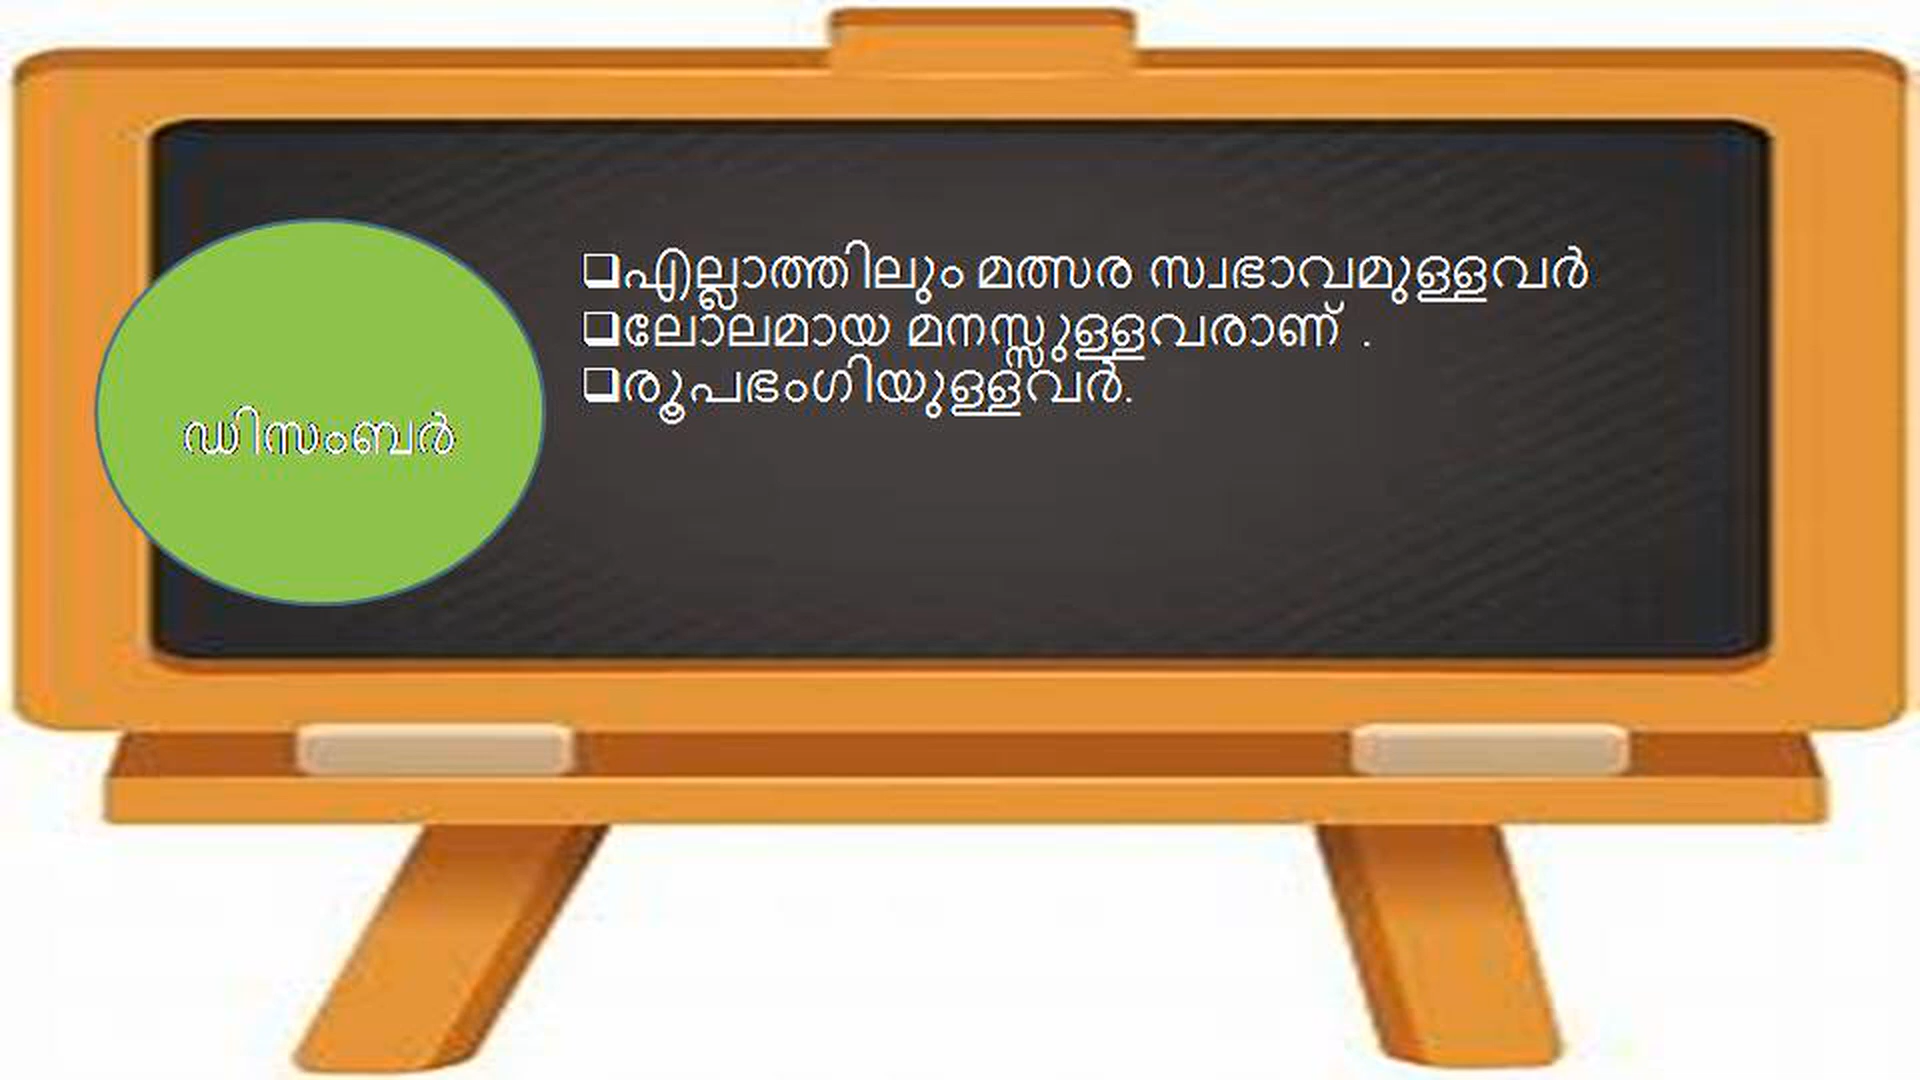 ഡിസംബർ
❑എല്ലാത്തിലും മത്സര സ്വഭാവമുള്ളവർ
❑ലോലമായ മനസ്സുള്ളവരാണ് .
❑രൂപഭംഗിയുള്ളവർ.